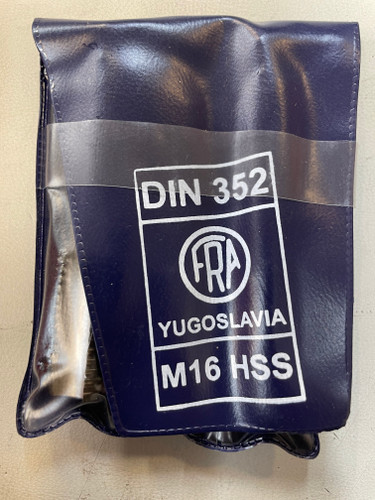 DIN 352
FRA
YUGOSLAVIA
M16 HSS